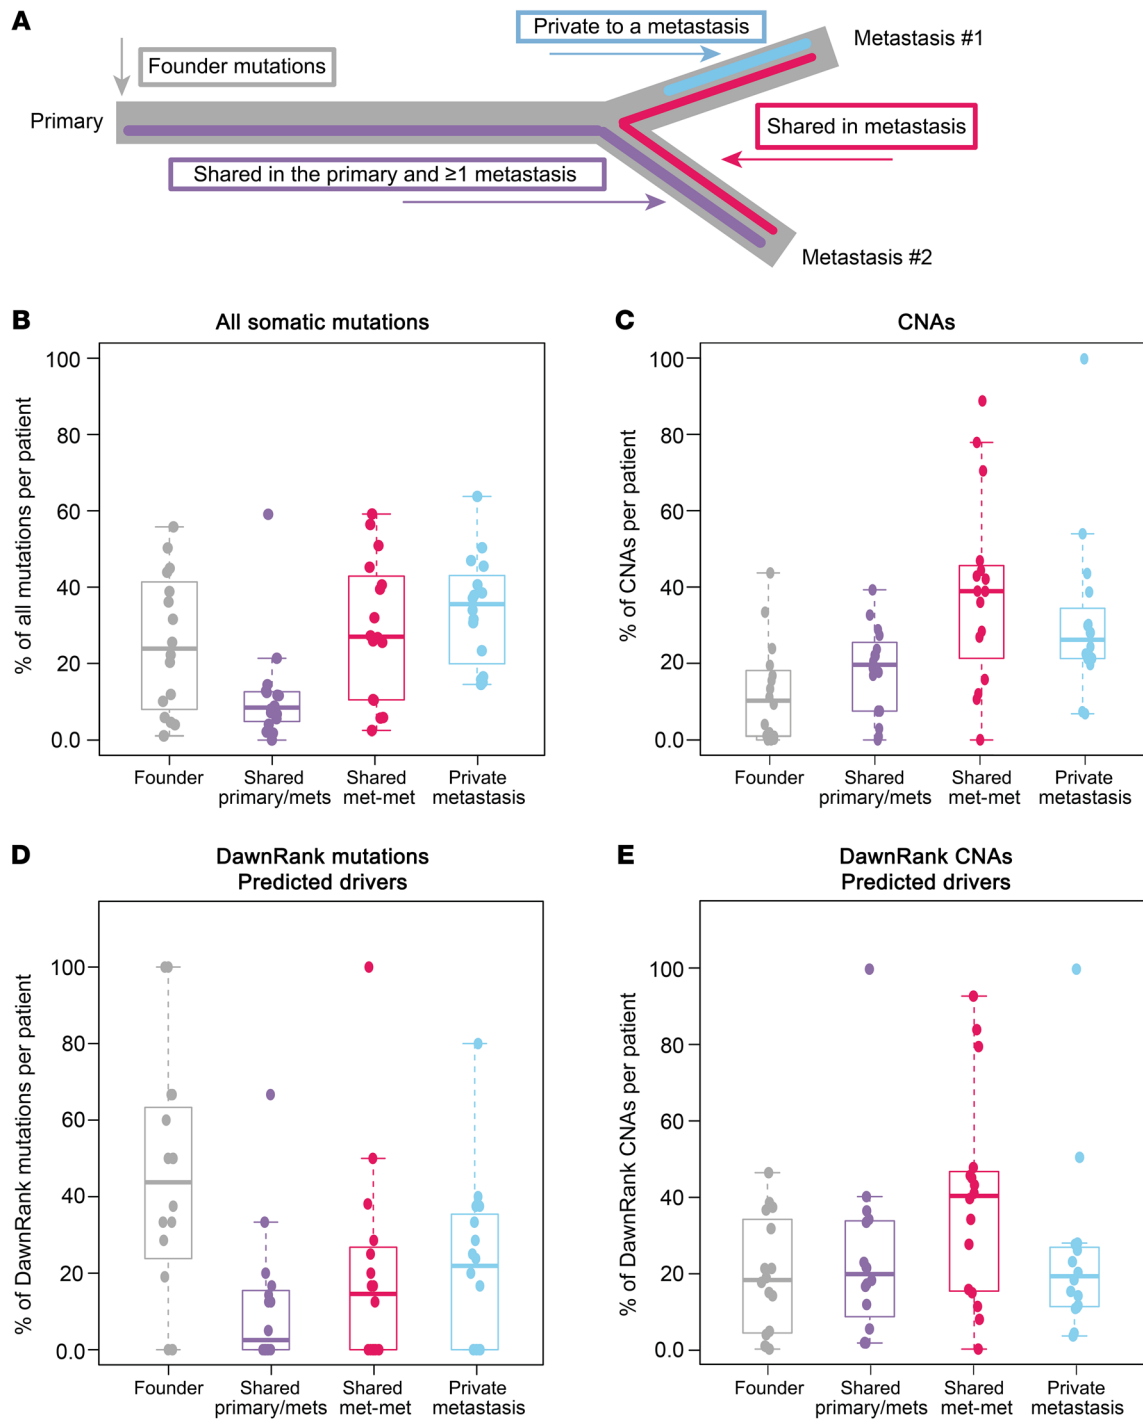 A
Private to a metastasis
Metastasis #1
Founder mutations
Primary
Shared in metastasis
Shared in the primary and ≥1 metastasis
Metastasis #2
B
All somatic mutations
% of all mutations per patient
100
80
60
40
20
0.0
Founder
Shared
primary/mets
Shared
met-met
Private
metastasis
C
CNAs
% of CNAs per patient
100
80
60
40
20
0.0
Founder
Shared
primary/mets
Shared
met-met
Private
metastasis
D
DawnRank mutations
Predicted drivers
% of DawnRank mutations per patient
100
80
60
40
20
0.0
Founder
Shared
primary/mets
Shared
met-met
Private
metastasis
E
DawnRank CNAs
Predicted drivers
% of DawnRank CNAs per patient
100
80
60
40
20
0.0
Founder
Shared
primary/mets
Shared
met-met
Private
metastasis